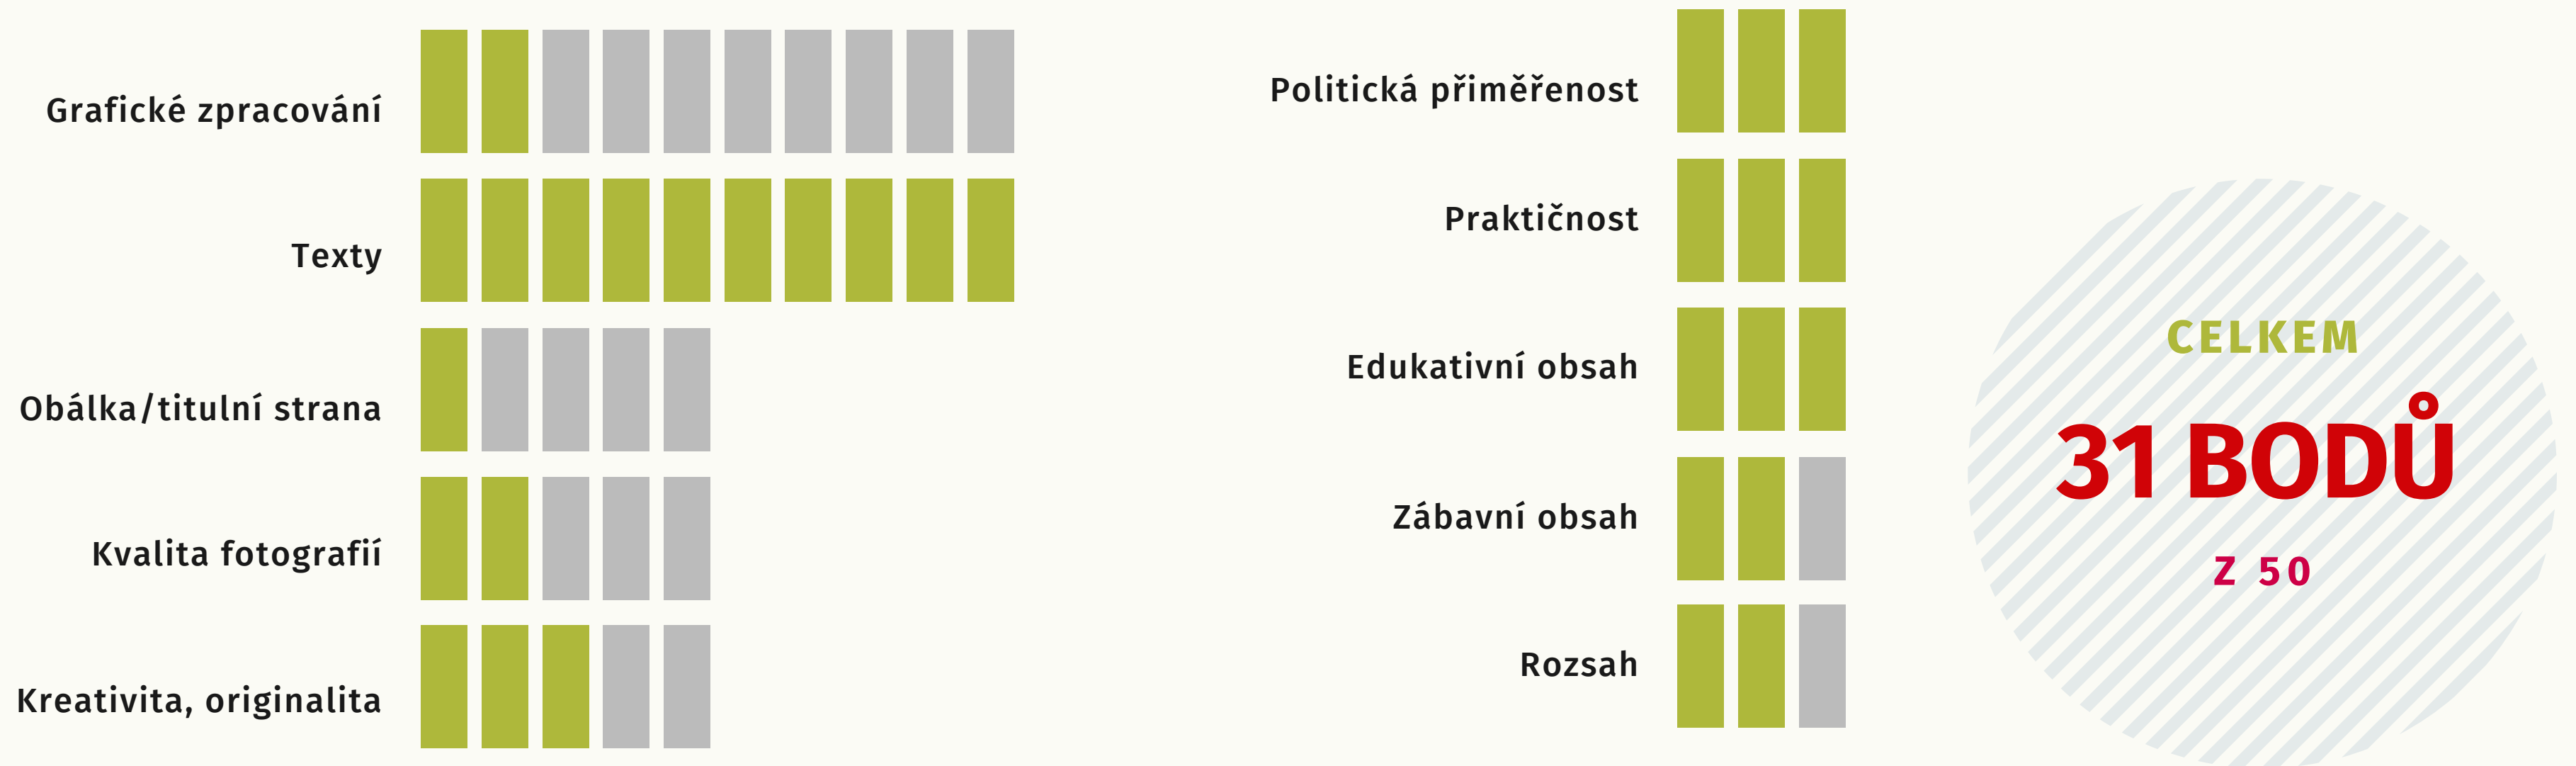 Grafické zpracování
Texty
Obálka/titulní strana
Kvalita fotografií
Kreativita, originalita
Politická přiměřenost
Praktičnost
Edukativní obsah
Zábavní obsah
Rozsah
CELKEM
31 BODŮ
Z 50